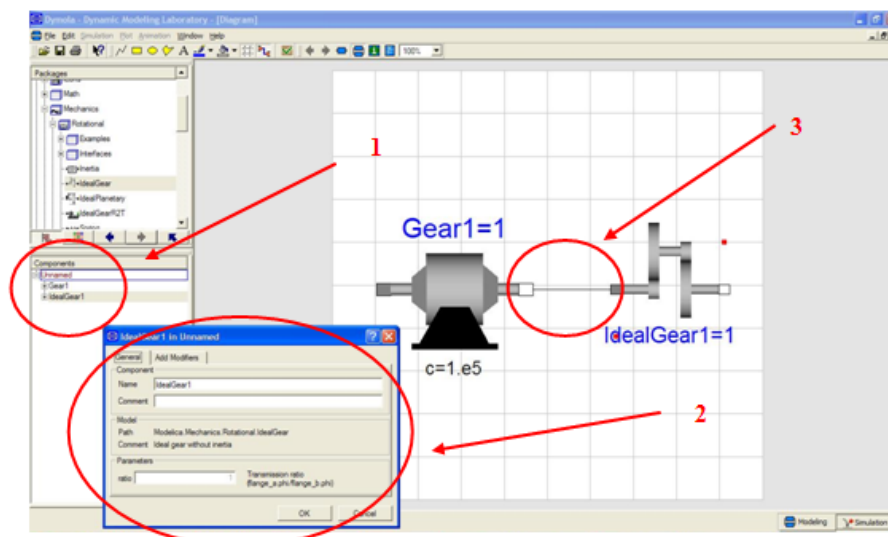 Dymola - Dynamic Modeling Laboratory - [Diagram]
File Edit Simulation Plot Animation Window Help
100%
Packages
Math
Mechanics
Rotational
Examples
Interfaces
Inertia
IdealGear
IdealPlanetary
IdealGearR2T
Components
Unnamed
Gear1
IdealGear1
1
3
Gear1=1
IdealGear1=1
c=1.e5
2
IdealGear1 in Unnamed
General Add Modifiers
Component
Name IdealGear1
Comment
Model
Path Modelica.Mechanics.Rotational.IdealGear
Comment Ideal gear without inertia
Parameters
ratio 1 Transmission ratio
(flange_a.phi/flange_b.phi)
OK Cancel
Modeling Simulation